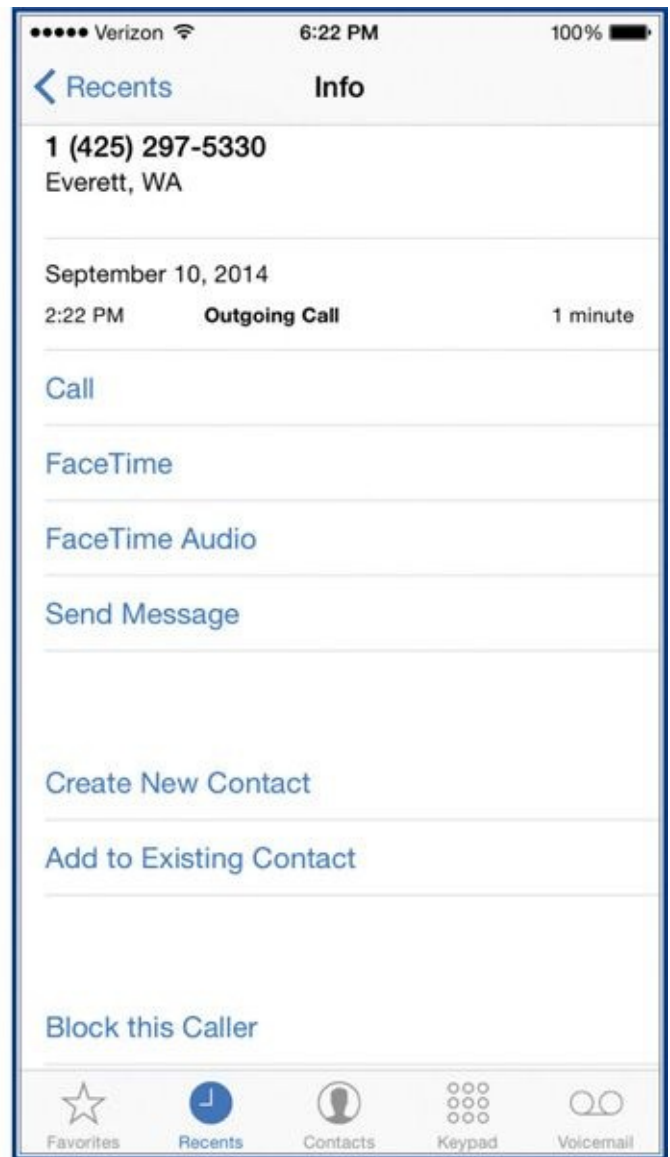 Verizon 6:22 PM 100%
Recents Info
1 (425) 297-5330
Everett, WA
September 10, 2014
2:22 PM Outgoing Call 1 minute
Call
FaceTime
FaceTime Audio
Send Message
Create New Contact
Add to Existing Contact
Block this Caller
Favorites Recents Contacts Keypad Voicemail